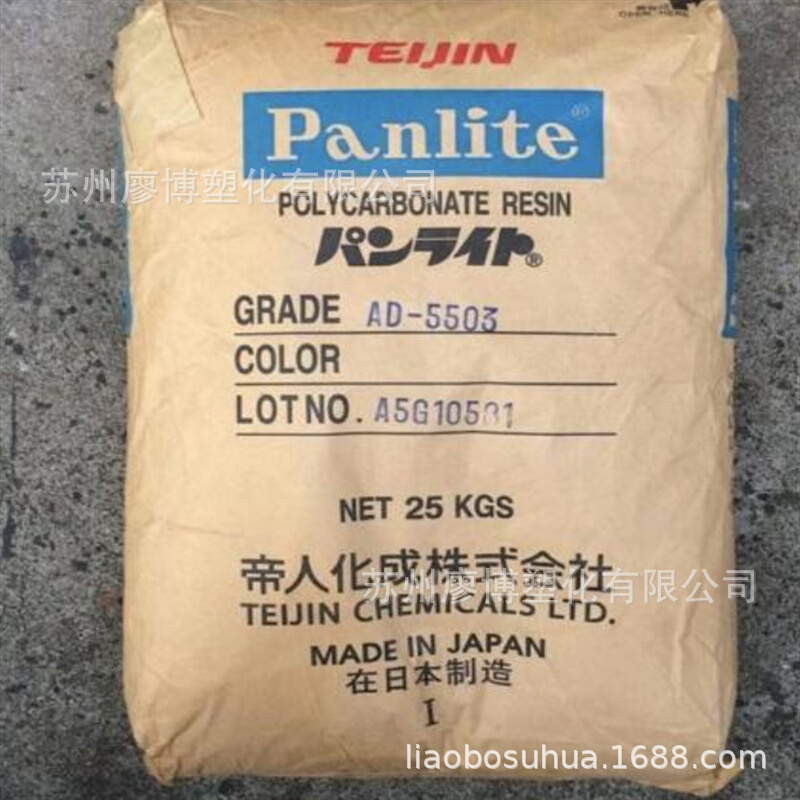 OPEN HERE
TEIJIN
Panlite®
苏州廖博塑化有限公司
POLYCARBONATE RESIN
パンライト®
GRADE AD-5503
COLOR
LOT NO. A5G10581
NET 25 KGS
帝人化成株式会社
苏州廖博塑化有限公司
TEIJIN CHEMICALS LTD.
MADE IN JAPAN
在日本制造
I
liaobosuhua.1688.com